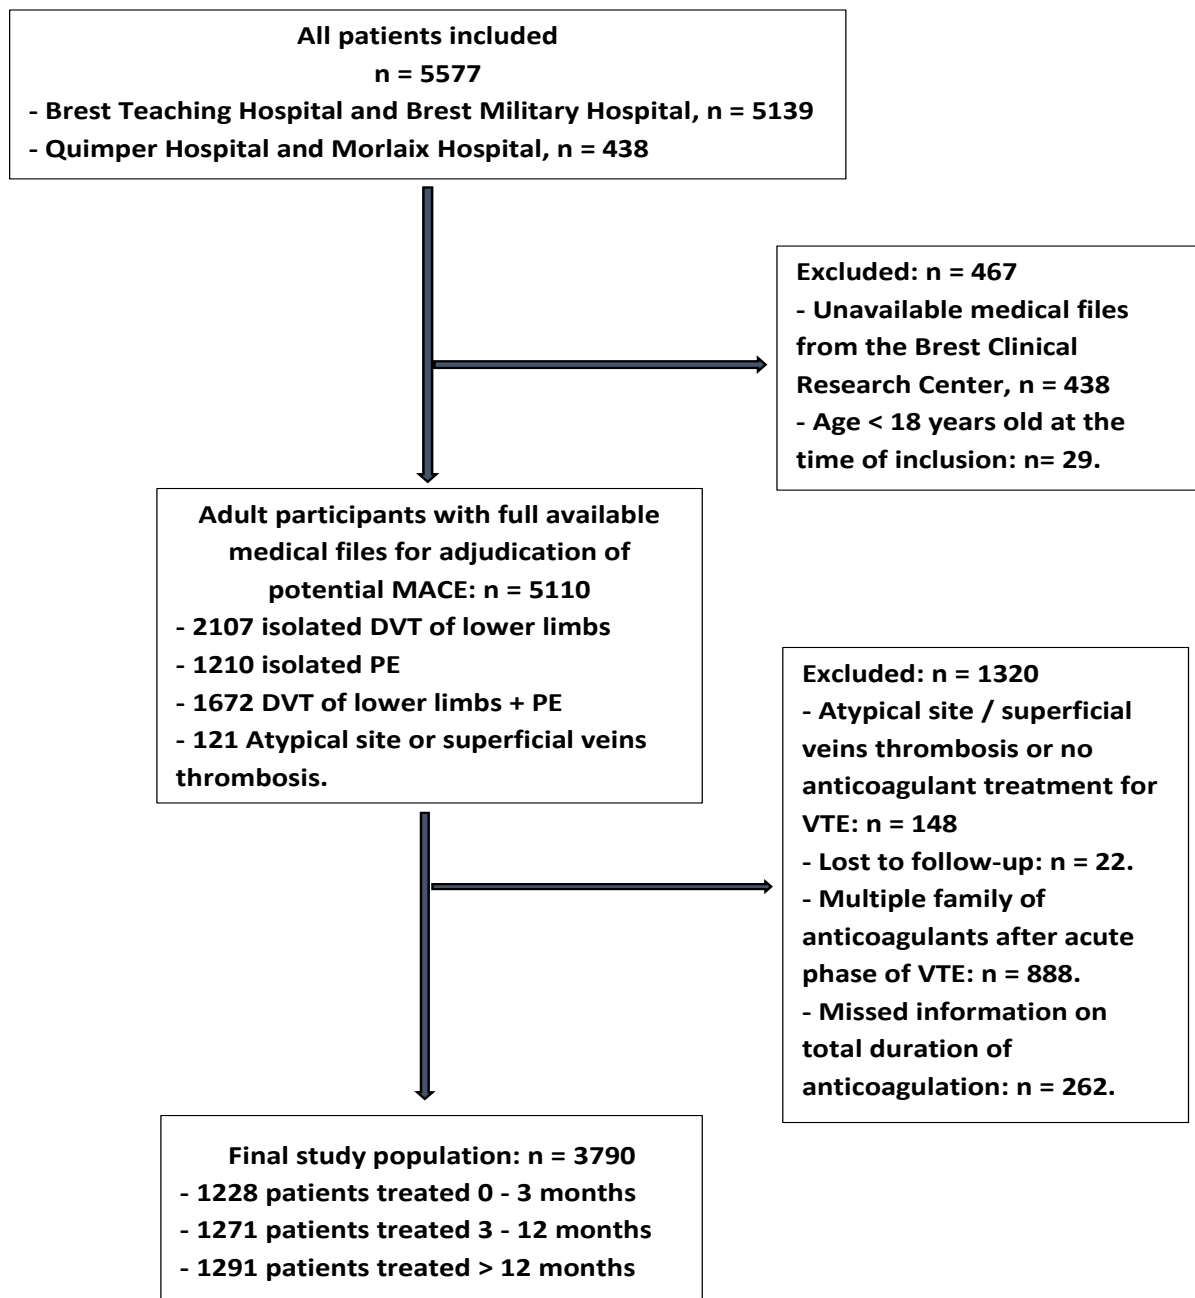 All patients included
n = 5577
- Brest Teaching Hospital and Brest Military Hospital, n = 5139
- Quimper Hospital and Morlaix Hospital, n = 438
Excluded: n = 467
- Unavailable medical files
from the Brest Clinical
Research Center, n = 438
- Age < 18 years old at the
time of inclusion: n= 29.
Adult participants with full available
medical files for adjudication of
potential MACE: n = 5110
- 2107 isolated DVT of lower limbs
- 1210 isolated PE
- 1672 DVT of lower limbs + PE
- 121 Atypical site or superficial veins
thrombosis.
Excluded: n = 1320
- Atypical site / superficial
veins thrombosis or no
anticoagulant treatment for
VTE: n = 148
- Lost to follow-up: n = 22.
- Multiple family of
anticoagulants after acute
phase of VTE: n = 888.
- Missed information on
total duration of
anticoagulation: n = 262.
Final study population: n = 3790
- 1228 patients treated 0 - 3 months
- 1271 patients treated 3 - 12 months
- 1291 patients treated > 12 months